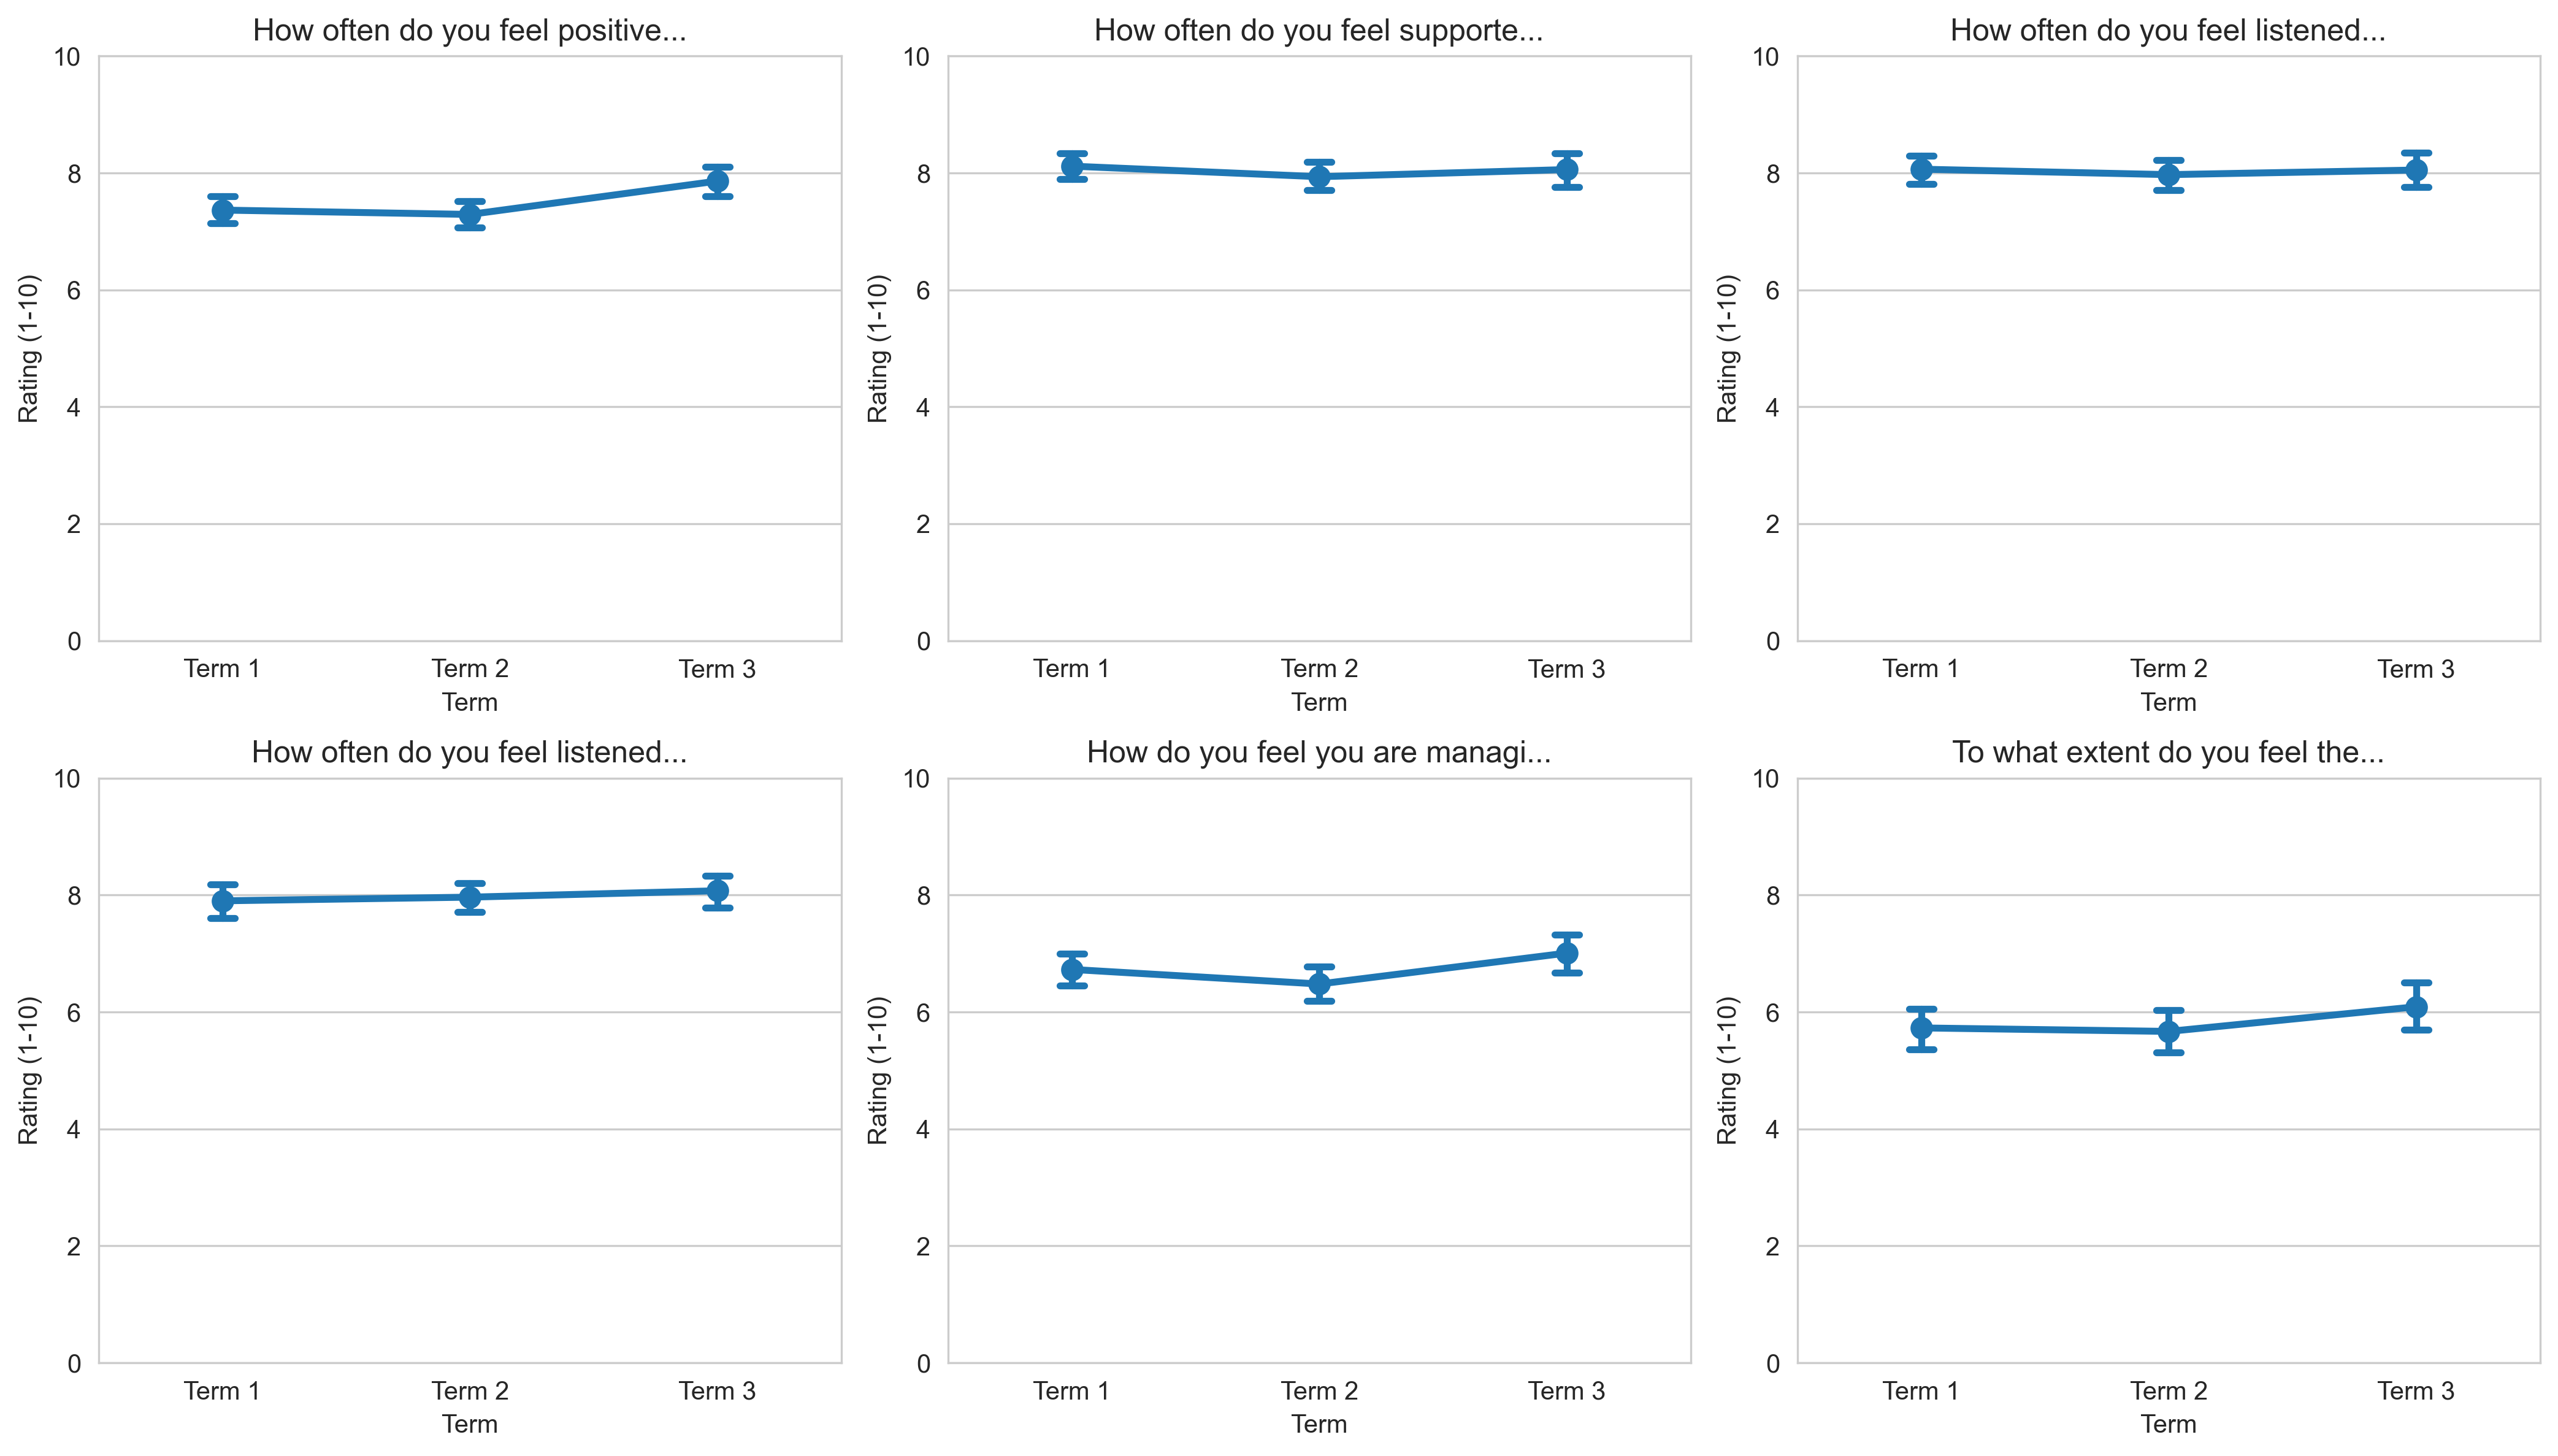 How often do you feel positive...
10
8
6
4
2
0
Rating (1-10)
Term 1
Term 2
Term 3
Term
How often do you feel supporte...
10
8
6
4
2
0
Rating (1-10)
Term 1
Term 2
Term 3
Term
How often do you feel listened...
10
8
6
4
2
0
Rating (1-10)
Term 1
Term 2
Term 3
Term
How often do you feel listened...
10
8
6
4
2
0
Rating (1-10)
Term 1
Term 2
Term 3
Term
How do you feel you are managi...
10
8
6
4
2
0
Rating (1-10)
Term 1
Term 2
Term 3
Term
To what extent do you feel the...
10
8
6
4
2
0
Rating (1-10)
Term 1
Term 2
Term 3
Term